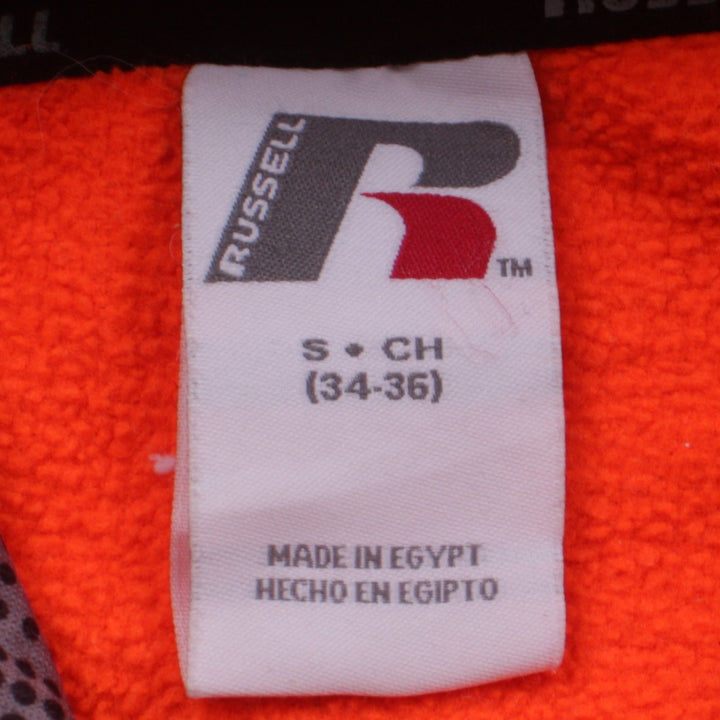 RUSSELL
TM
S • CH
(34-36)
MADE IN EGYPT
HECHO EN EGIPTO